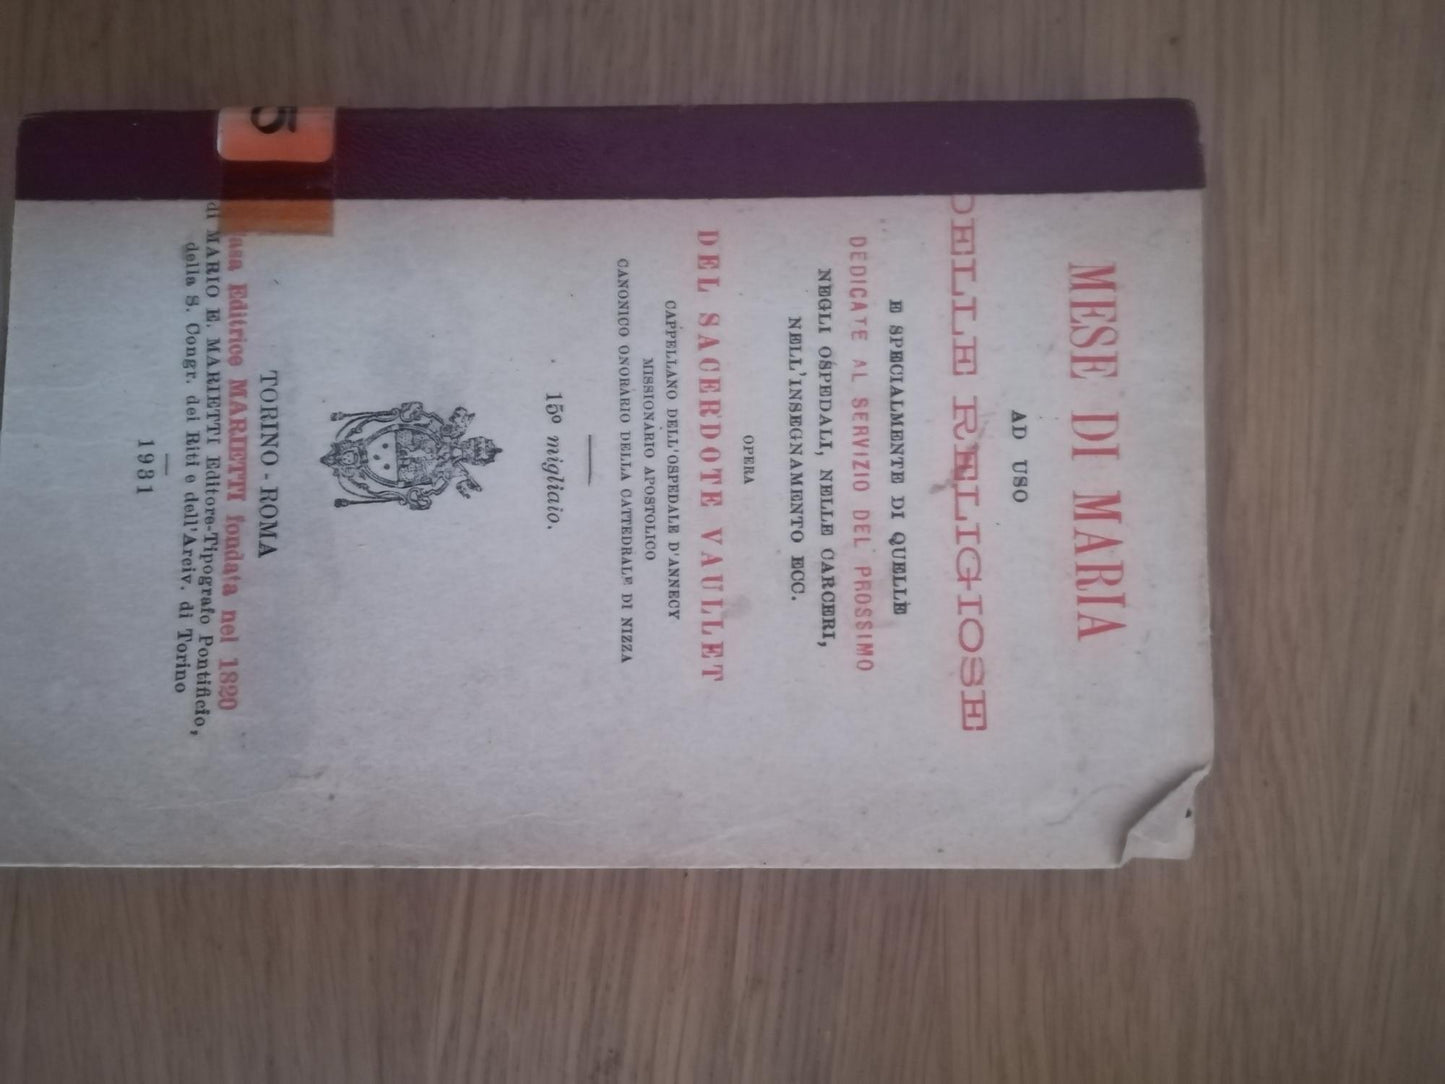 MESE DI MARIA
AD USO
DELLE RELIGIOSE
E SPECIALMENTE DI QUELLE
DEDICATE AL SERVIZIO DEL PROSSIMO
NEGLI OSPEDALI, NELLE CARCERI,
NELL'INSEGNAMENTO ECC.
OPERA
DEL SACERDOTE VAULLET
CAPPELLANO DELL'OSPEDALE D'ANNECY
MISSIONARIO APOSTOLICO
CANONICO ONORARIO DELLA CATTEDRALE DI NIZZA
15º migliaio.
TORINO - ROMA
asa Editrice MARIETTI fondata nel 1820
di MARIO E. MARIETTI Editore-Tipografo Pontificio,
della S. Congr. dei Riti e dell'Arciv. di Torino
1931
5